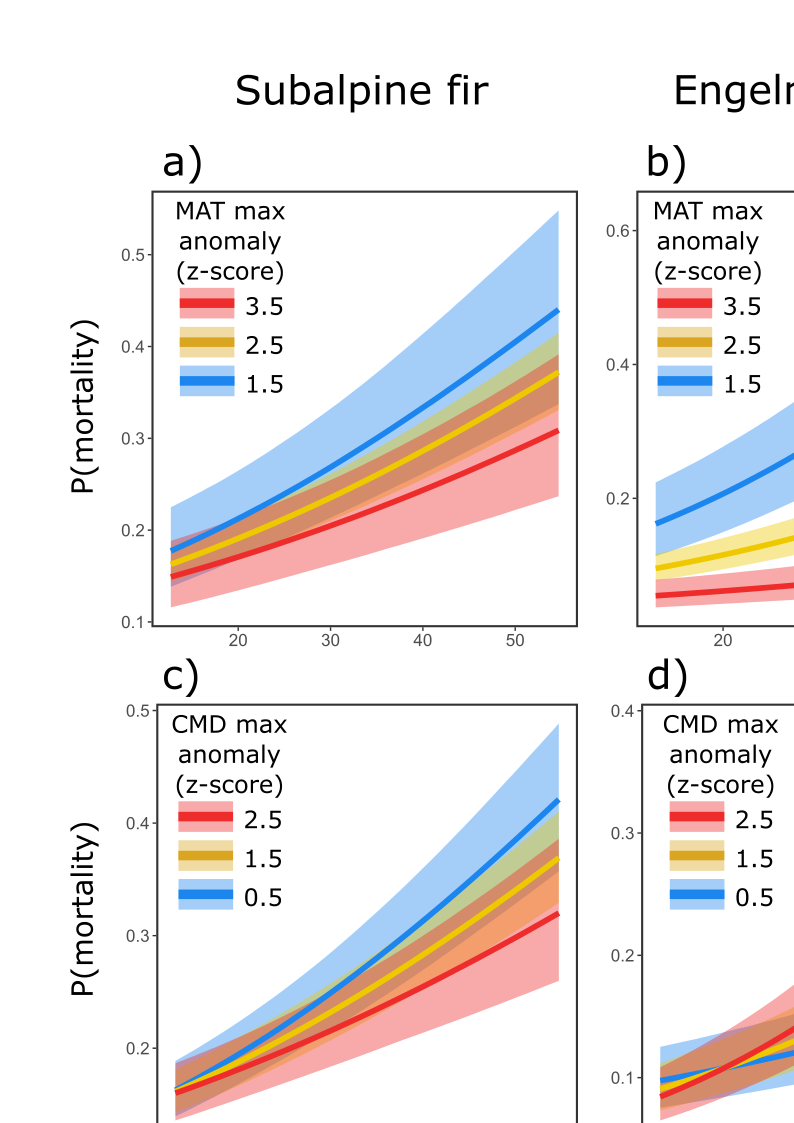 Subalpine fir
Engelr
a)
b)
MAT max
anomaly
(z-score)
3.5
2.5
1.5
MAT max
anomaly
(z-score)
3.5
2.5
1.5
P(mortality)
0.5
0.4
0.3
0.2
0.1
20
30
40
50
0.6
0.4
0.2
20
c)
d)
CMD max
anomaly
(z-score)
2.5
1.5
0.5
CMD max
anomaly
(z-score)
2.5
1.5
0.5
P(mortality)
0.5
0.4
0.3
0.2
0.4
0.3
0.2
0.1